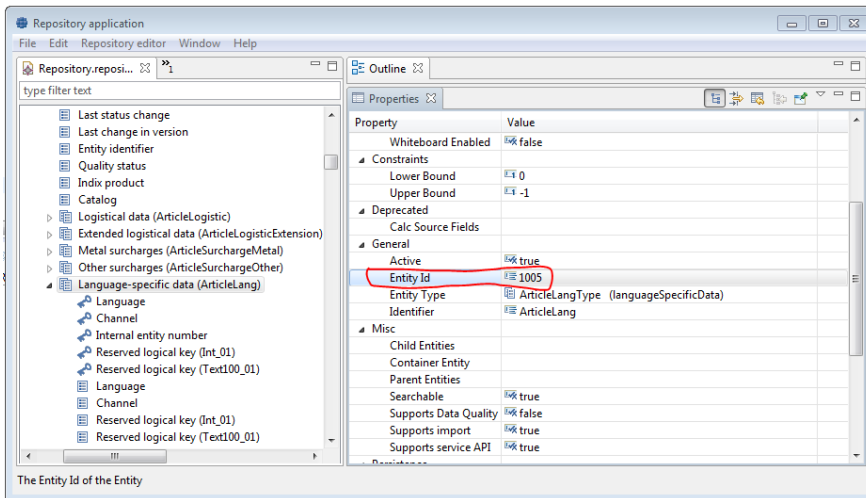 Repository application
File Edit Repository editor Window Help
Repository.reposi... »1
type filter text
Last status change
Last change in version
Entity identifier
Quality status
Indix product
Catalog
Logistical data (ArticleLogistic)
Extended logistical data (ArticleLogisticExtension)
Metal surcharges (ArticleSurchargeMetal)
Other surcharges (ArticleSurchargeOther)
Language-specific data (ArticleLang)
Language
Channel
Internal entity number
Reserved logical key (Int_01)
Reserved logical key (Text100_01)
Language
Channel
Reserved logical key (Int_01)
Reserved logical key (Text100_01)
Outline
Properties
Property Value
Whiteboard Enabled false
Constraints
Lower Bound 0
Upper Bound -1
Deprecated
Calc Source Fields
General
Active true
Entity Id 1005
Entity Type ArticleLangType (languageSpecificData)
Identifier ArticleLang
Misc
Child Entities
Container Entity
Parent Entities
Searchable true
Supports Data Quality false
Supports import true
Supports service API true
Persistence
The Entity Id of the Entity